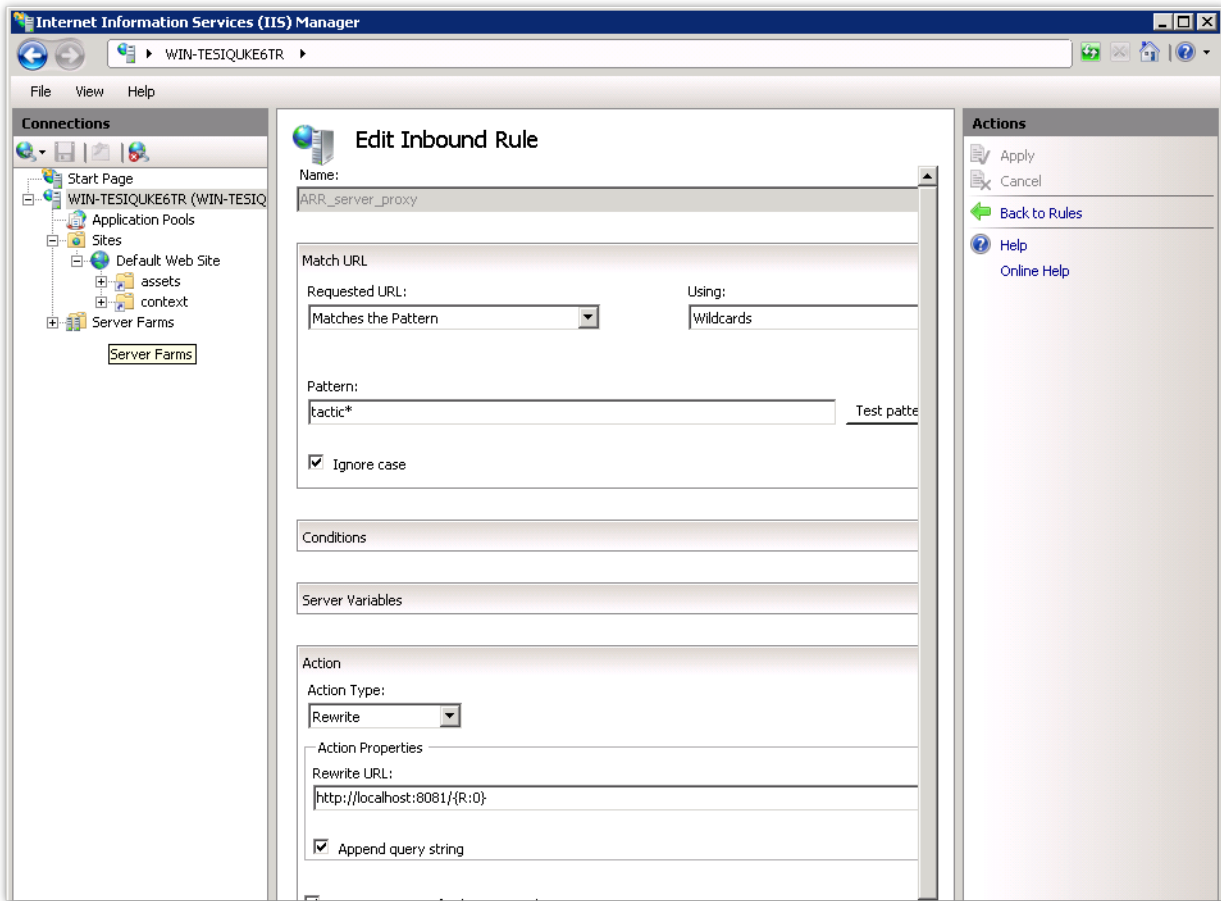 Internet Information Services (IIS) Manager
WIN-TESIQUKE6TR
File View Help
Connections
Start Page
WIN-TESIQUKE6TR (WIN-TESIQ
Application Pools
Sites
Default Web Site
assets
context
Server Farms
Server Farms
Edit Inbound Rule
Name:
ARR_server_proxy
Match URL
Requested URL: Using:
Matches the Pattern Wildcards
Pattern:
tactic* Test patte
Ignore case
Conditions
Server Variables
Action
Action Type:
Rewrite
Action Properties
Rewrite URL:
http://localhost:8081/{R:0}
Append query string
Actions
Apply
Cancel
Back to Rules
Help
Online Help